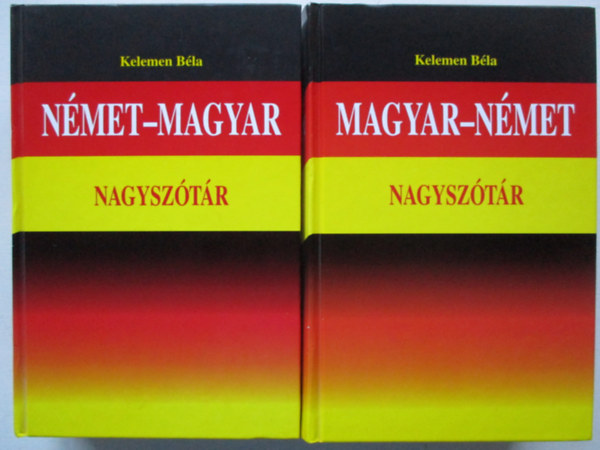 Kelemen Béla
NÉMET–MAGYAR
NAGYSZÓTÁR
Kelemen Béla
MAGYAR–NÉMET
NAGYSZÓTÁR